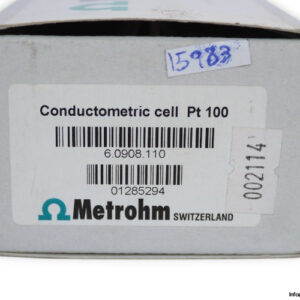 15983
Conductometric cell Pt 100
6.0908.110
01285294
002114
Metrohm SWITZERLAND